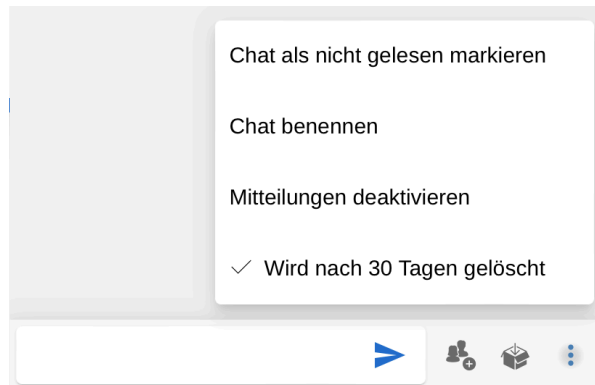 Chat als nicht gelesen markieren
Chat benennen
Mitteilungen deaktivieren
Wird nach 30 Tagen gelöscht